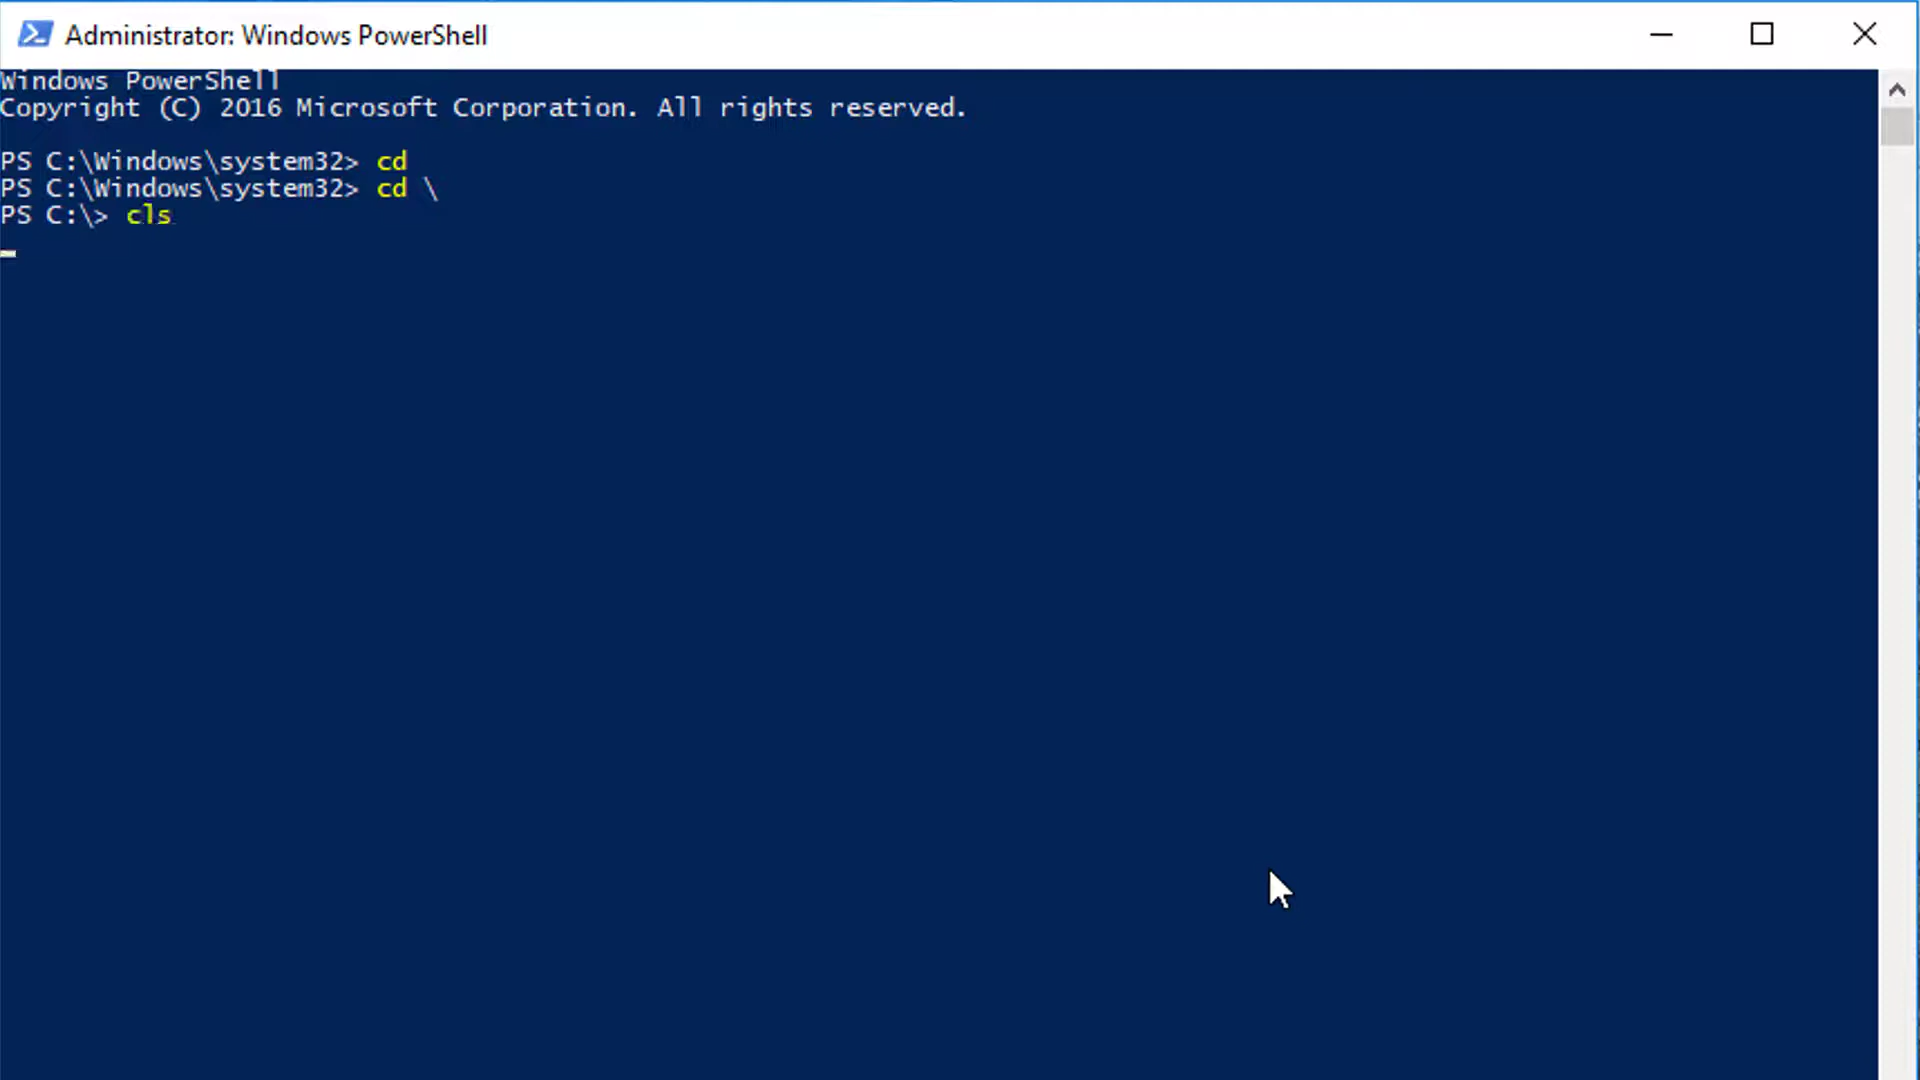 Administrator: Windows PowerShell
Windows PowerShell
Copyright (C) 2016 Microsoft Corporation. All rights reserved.
PS C:\Windows\system32> cd
PS C:\Windows\system32> cd \
PS C:\> cls